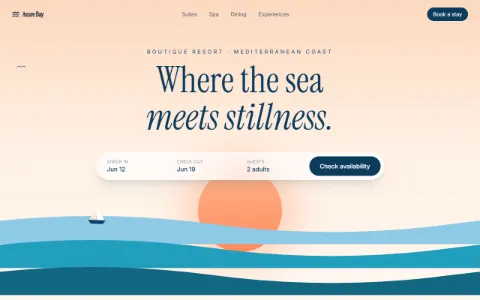 Azure Bay
Suites
Spa
Dining
Experiences
Book a stay
BOUTIQUE RESORT · MEDITERRANEAN COAST
Where the sea
meets stillness.
CHECK IN
CHECK OUT
GUESTS
Jun 12
Jun 19
2 adults
Check availability